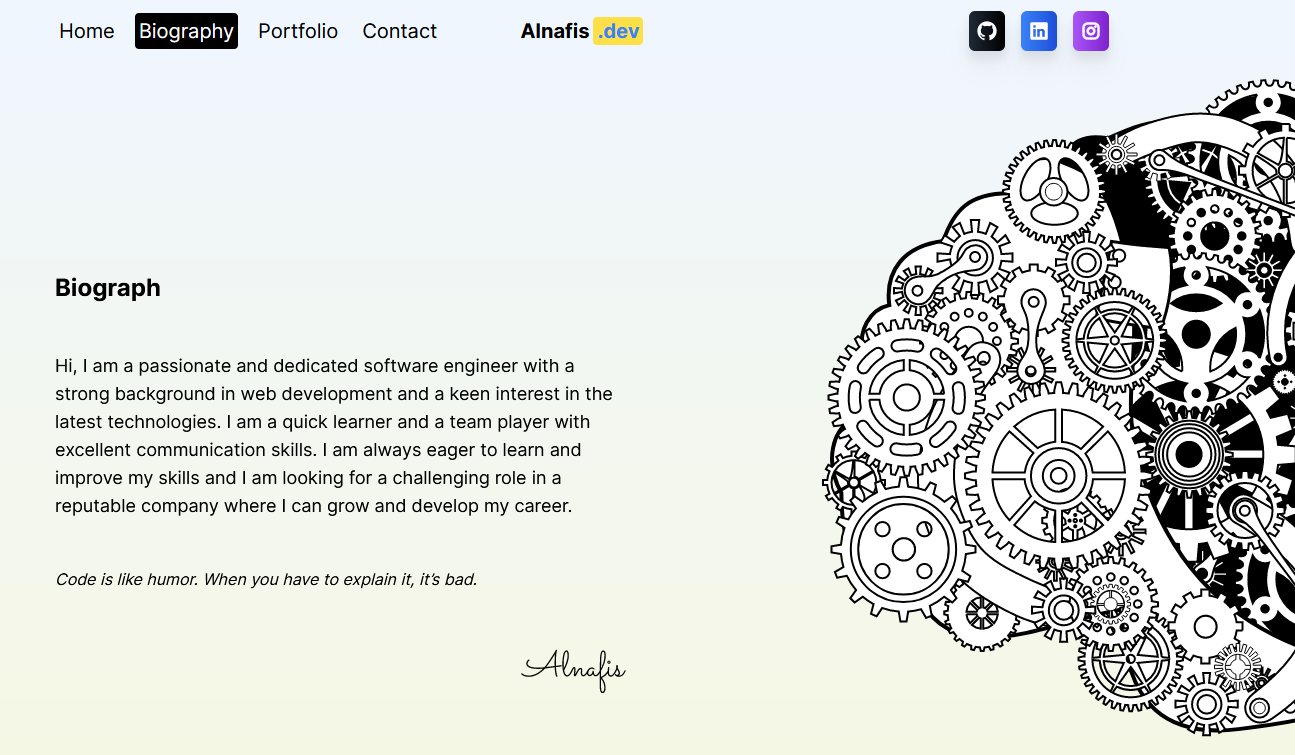 Home Biography Portfolio Contact Alnafis .dev
Biograph
Hi, I am a passionate and dedicated software engineer with a
strong background in web development and a keen interest in the
latest technologies. I am a quick learner and a team player with
excellent communication skills. I am always eager to learn and
improve my skills and I am looking for a challenging role in a
reputable company where I can grow and develop my career.
Code is like humor. When you have to explain it, it’s bad.
Alnafis